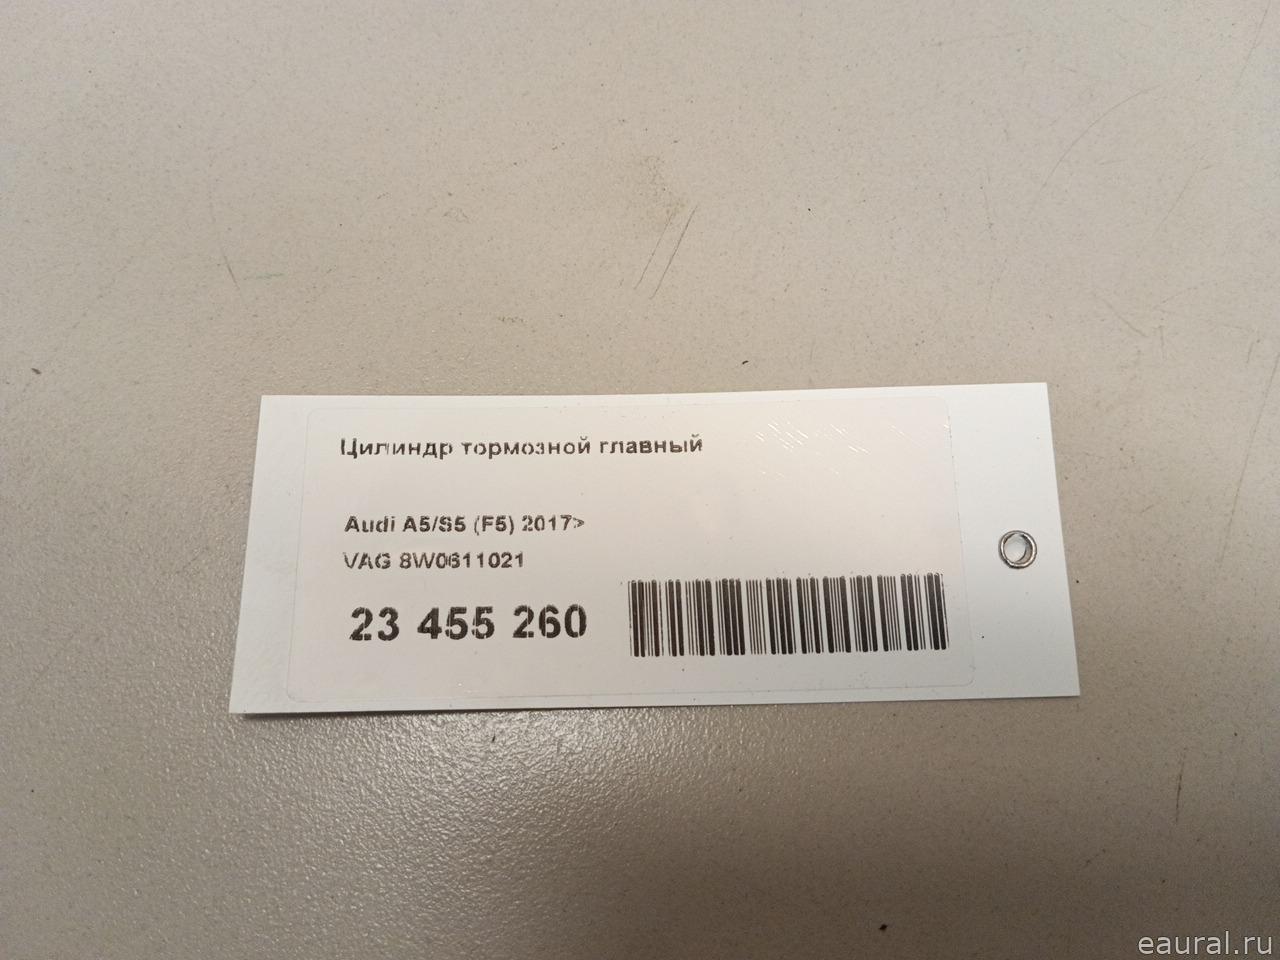 Цилиндр тормозной главный
Audi A5/S5 (F5) 2017>
VAG 8W0611021
23 455 260
eaural.ru